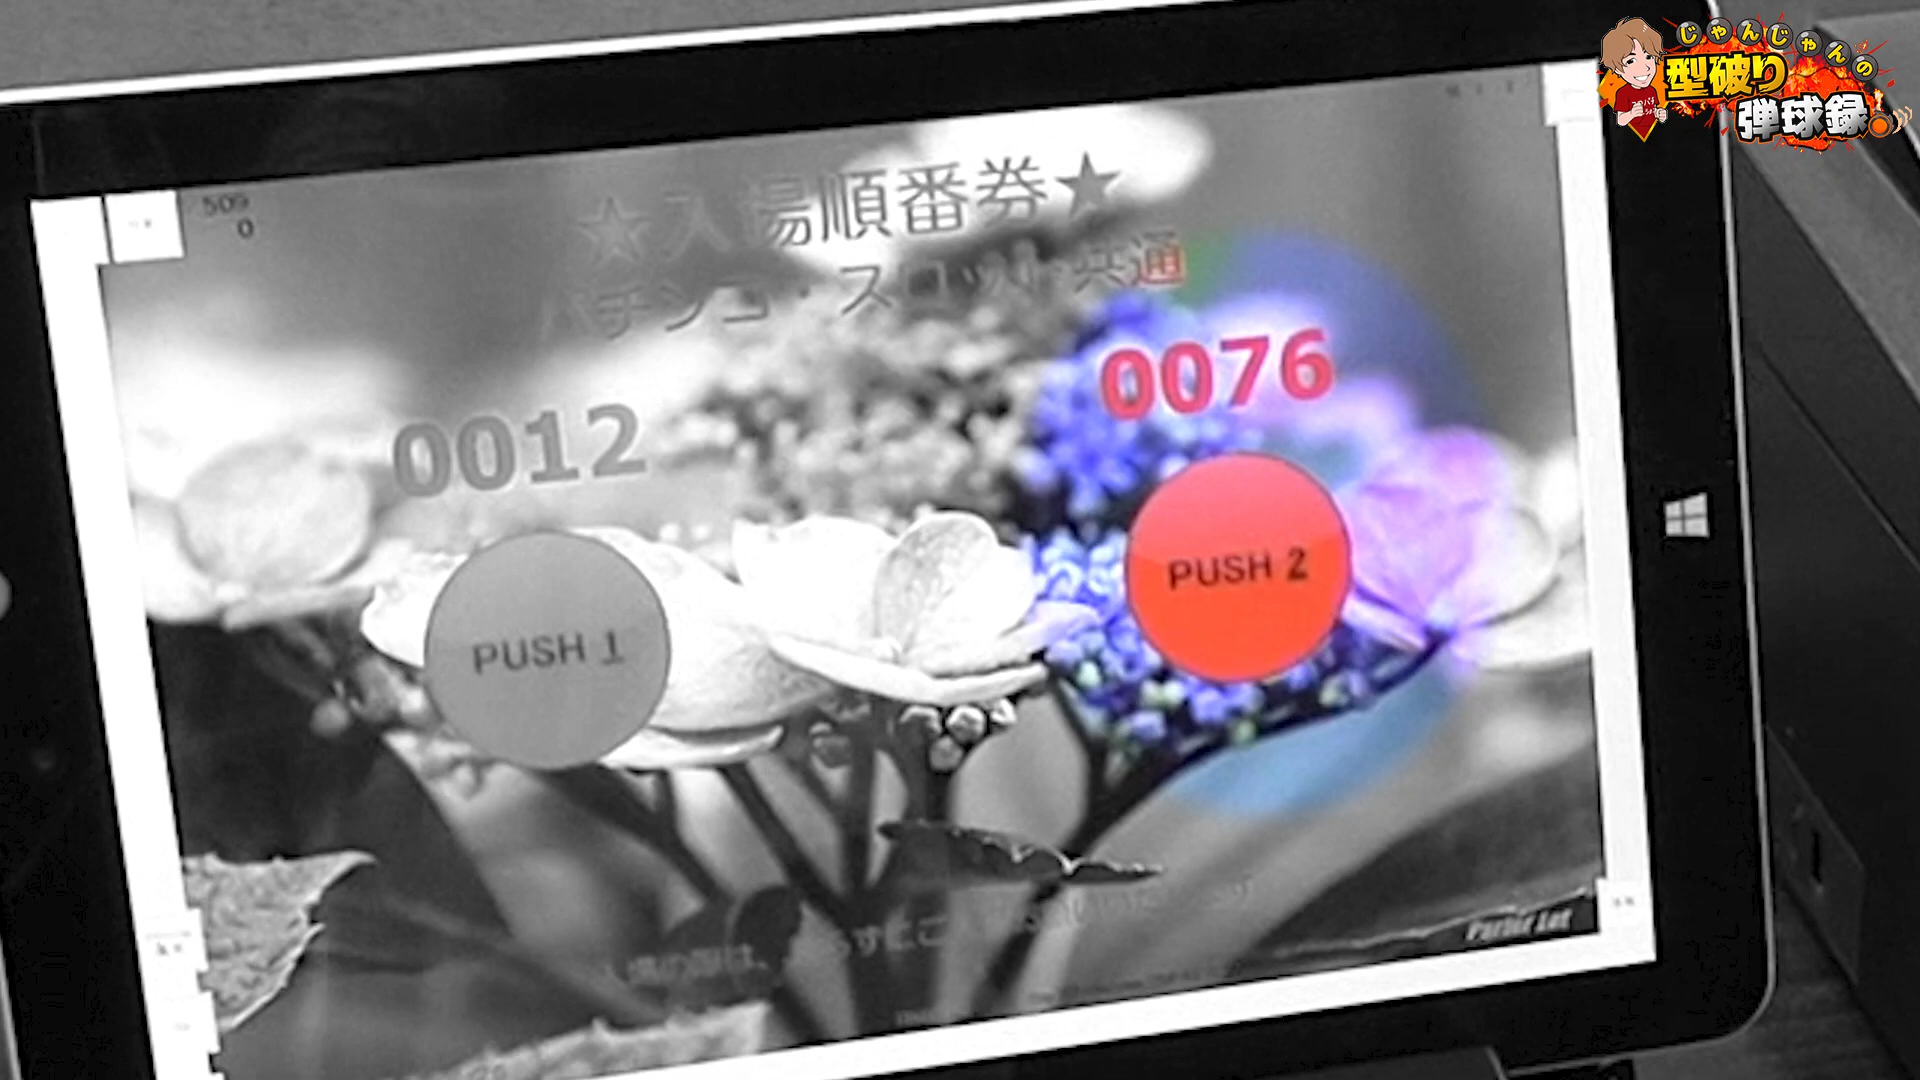 じゃんじゃんの
型破り
弾球録
509
0
★入場順番券★
パチンコ・スロット共通
0012
0076
PUSH 1
PUSH 2
Parlor Lot